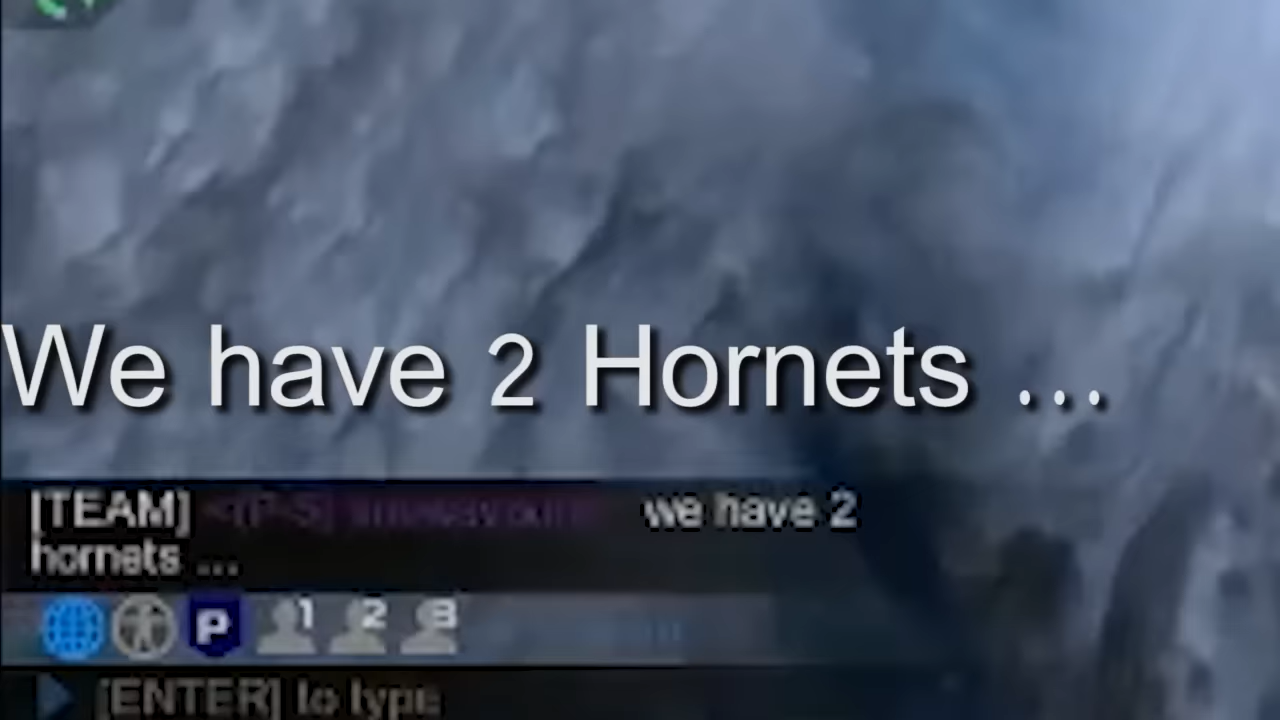 We have 2 Hornets ...
[TEAM] we have 2
hornets ...
P 1 2 3
[ENTER] to type